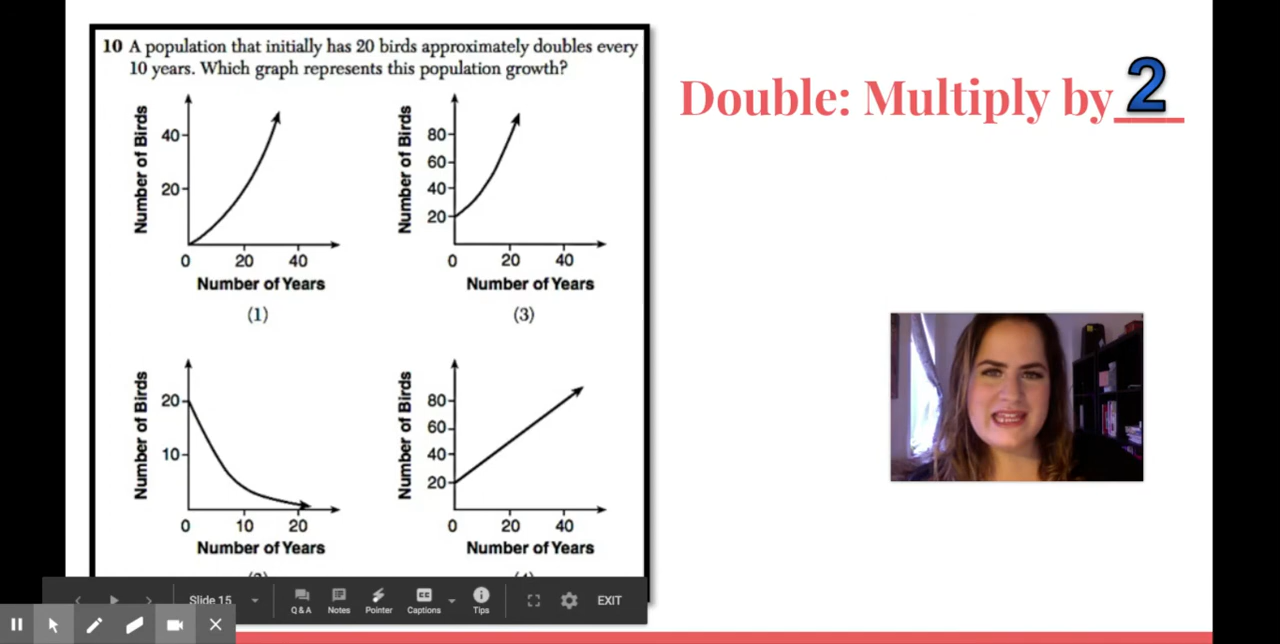 10 A population that initially has 20 birds approximately doubles every
10 years. Which graph represents this population growth?
Double: Multiply by 2
Number of Birds
40
20
0
20
40
Number of Years
(1)
Number of Birds
80
60
40
20
0
20
40
Number of Years
(3)
Number of Birds
20
10
0
10
20
Number of Years
Number of Birds
80
60
40
20
0
20
40
Number of Years
Slide 15
Q&A
Notes
Pointer
CC
Captions
Tips
EXIT